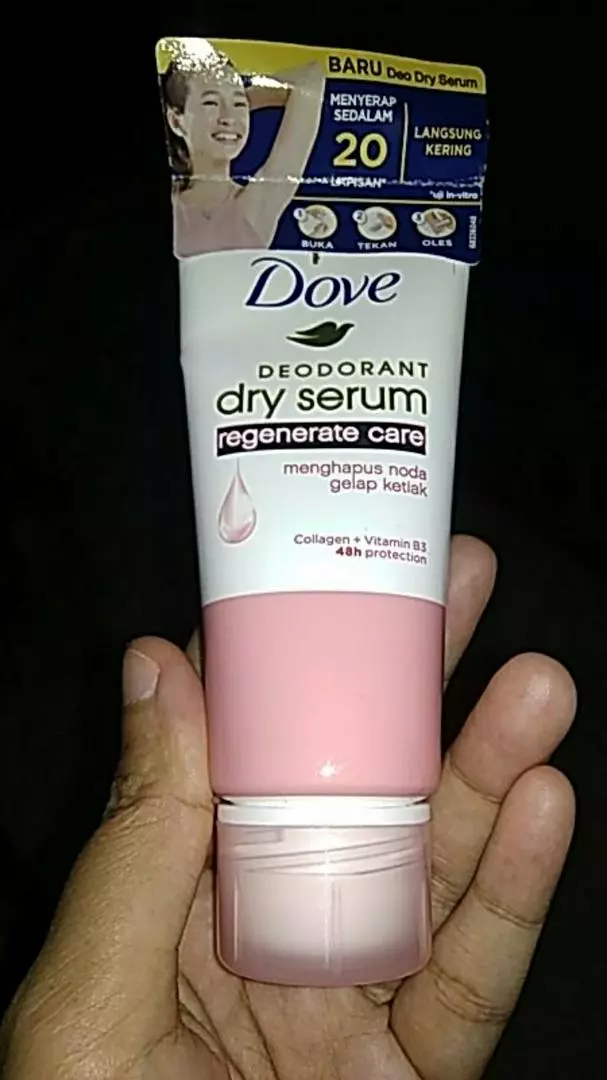 BARU Deo Dry Serum
MENYERAP
SEDALAM
20
LAPISAN*
LANGSUNG
KERING
*uji in-vitro
1 2 3
BUKA TEKAN OLES
Dove
DEODORANT
dry serum
regenerate care
menghapus noda
gelap ketiak
Collagen + Vitamin B3
48h protection